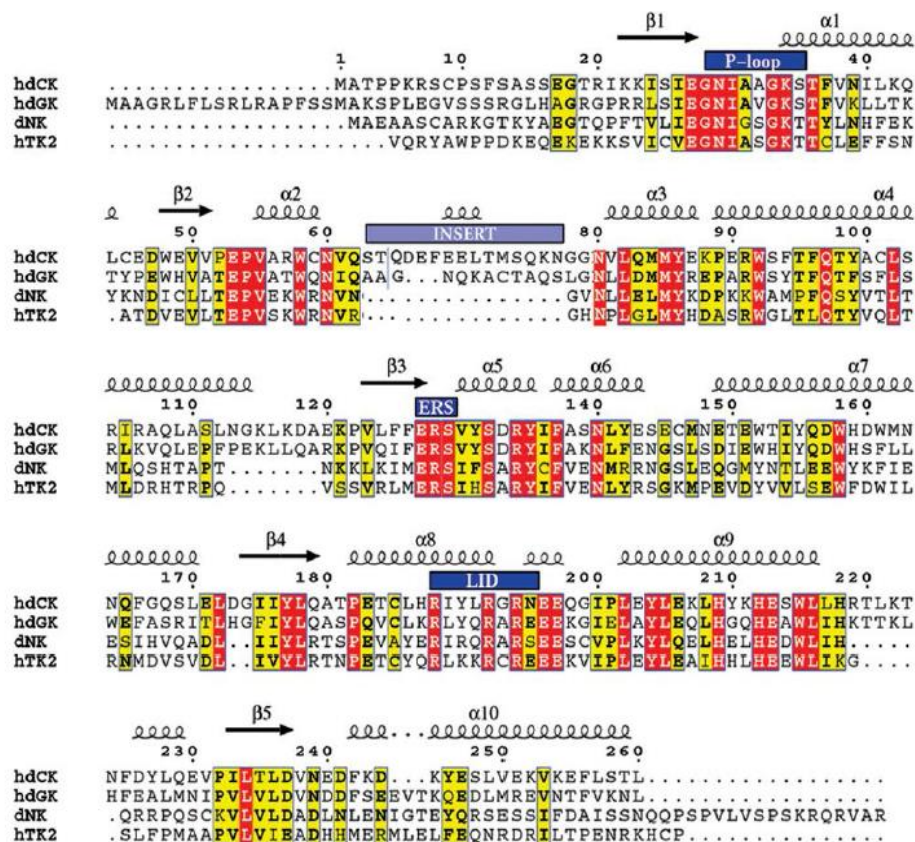 β1 α1
1 10 20 P-loop 40
hdCK ..................MATPPKRSCPSFSASSEGTRIKKISIEGNIAAGKSTFVNILKQ
hdGK MAAGRLFLSRLRAPFSSMAKSPLEGVSSSRGLHAGRGPRRLSIEGNIAVGKSTFVKLLTK
dNK ..................MAEAASCARKGTKYAEGTQPFTVLIEGNIGSGKTTYLNHFEK
hTK2 .....................VQRYAWPPDKEQEKEKKSVICVEGNIASGKTTCLEFFSN
β2 α2 α3 α4
50 60 INSERT 80 90 100
hdCK LCEDWEVVPEPVARWCNVQSTQDEFEELTMSQKNGGNVLQMMYEKPERWSFTFQTYACLS
hdGK TYPEWHVATEPVATWQNIQAAG...NQKACTAQSLGNLLDMMYREPARWSYTFQTFSFLS
dNK YKNDICLLTEPVEKWRNVN...............GVNLLELMYKDPKKWAMPFQSYVTLT
hTK2 .ATDVEVLTEPVSKWRNVR...............GHNPLGLMYHDASRWGLTLQTYVQLT
β3 α5 α6 α7
110 120 ERS 140 150 160
hdCK RIRAQLASLNGKLKDAEKPVLFFERSVYSDRYIFASNLYESECMNETEWTIYQDWHDWMN
hdGK RLKVQLEPFPEKLLQARKPVQIFERSVYSDRYIFAKNLFENGSLSDIEWHIYQDWHSFLL
dNK MLQSHTAPT.......NKKLKIMERSIFSARYCFVENMRRNGSLEQGMYNTLEEWYKFIE
hTK2 MLDRHTRPQ.......VSSVRLMERSIHSARYIFVENLYRSGKMPEVDYVVLSEWFDWIL
β4 α8 α9
170 180 LID 200 210 220
hdCK NQFGQSLELDGIIYLQATPETCLHRIYLRGRNEEQGIPLEYLEKLHYKHESWLLHRTLKT
hdGK WEFASRITLHGFIYLQASPQVCLKRLYQRAREEEKGIELAYLEQLHGQHEAWLIHKTTKL
dNK ESIHVQADL..IVYLRTSPEVAYERIRQRARSEESCVPLKYLQELHELHEDWLIH.....
hTK2 RNMDVSVDL..IVYLRTNPETCYQRLKKRCREEEKVIPLEYLEAIHHLHEEWLIKG....
β5 α10
230 240 250 260
hdCK NFDYLQEVPILTLDVNEDFKD...KYESLVEKVKEFLSTL....................
hdGK HFEALMNIPVLVLDVNDDFSEEVTKQEDLMREVNTFVKNL....................
dNK .QRRPQSCKVLVLDADLNLENIGTEYQRSESSIFDAISSNQQPSPVLVSPSKRQRVAR
hTK2 .SLFPMAAPVLVIEADHHMERMLELFEQNRDRILTPENRKHCP.................